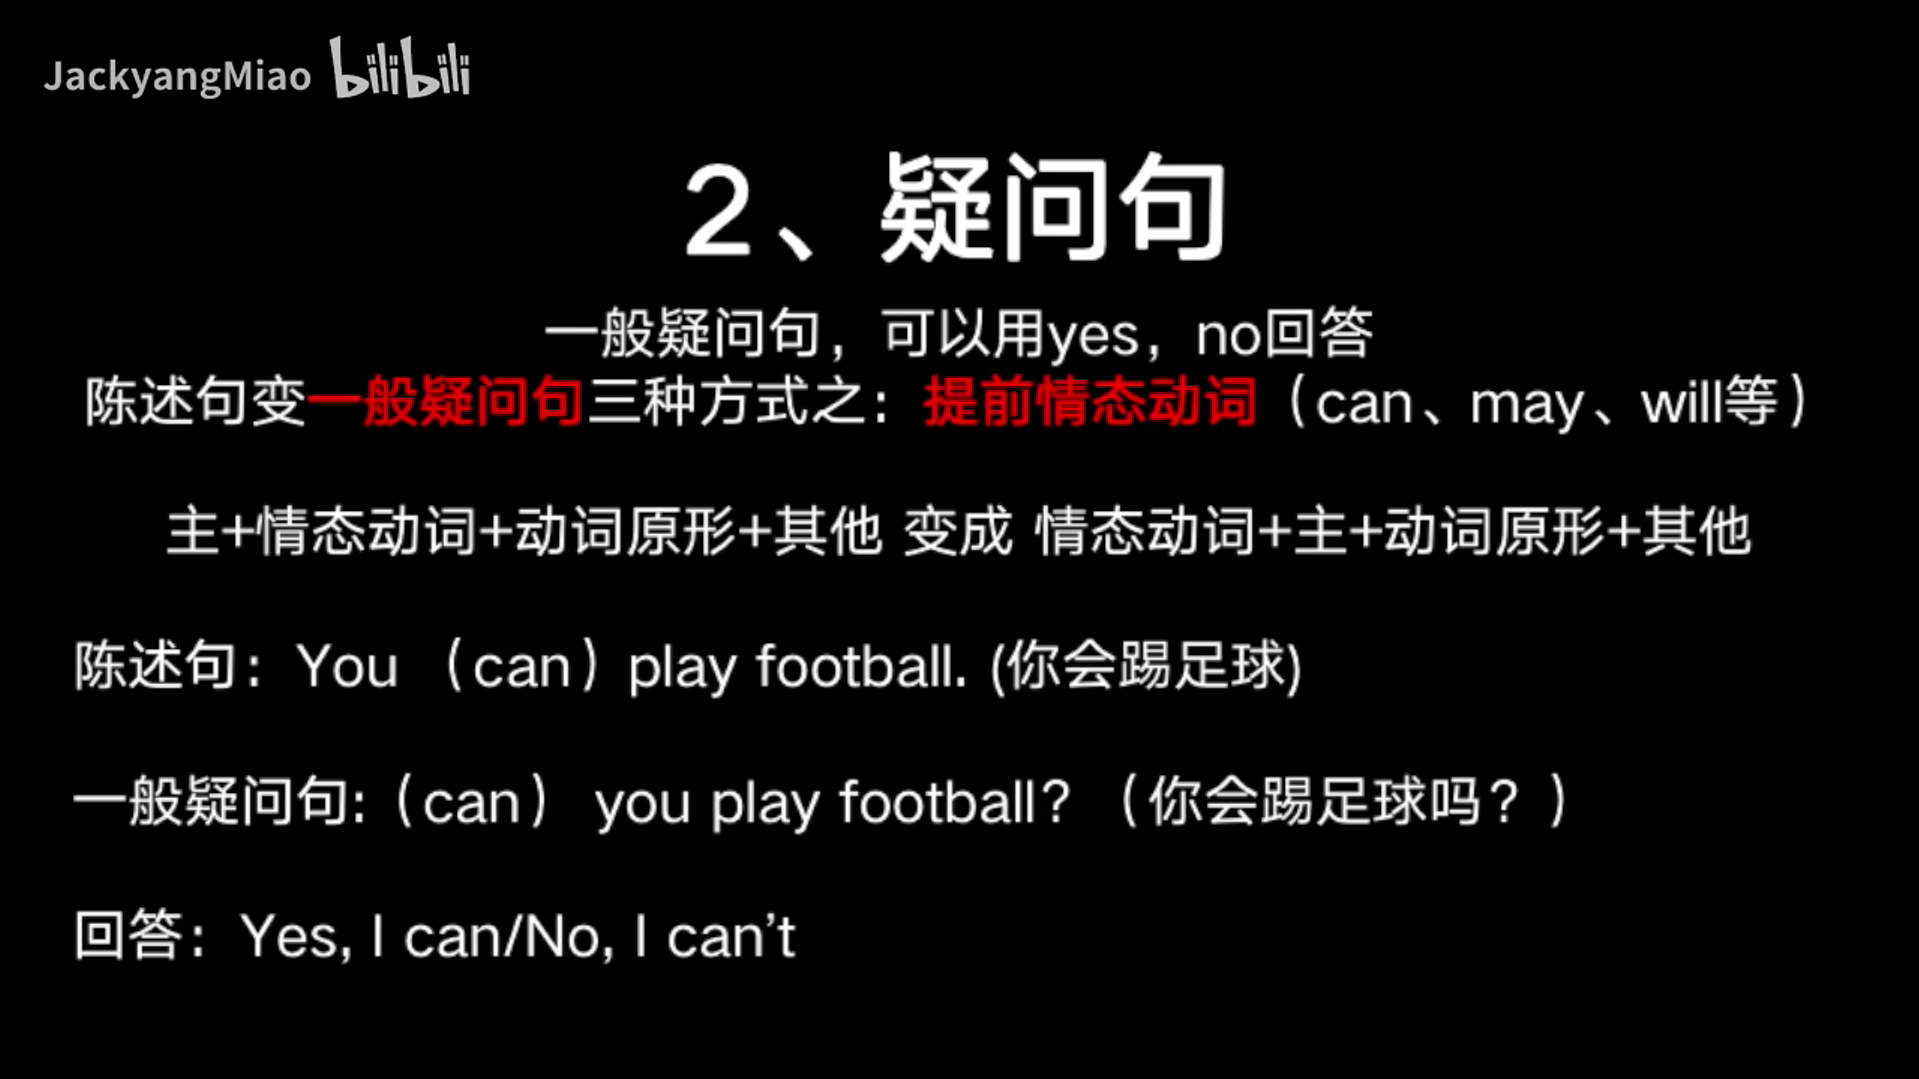 JackyangMiao bilibili
2、疑问句
一般疑问句，可以用yes，no回答
陈述句变一般疑问句三种方式之：提前情态动词（can、may、will等）
主+情态动词+动词原形+其他 变成 情态动词+主+动词原形+其他
陈述句：You （can）play football. (你会踢足球)
一般疑问句:（can） you play football？（你会踢足球吗？）
回答：Yes, I can/No, I can’t